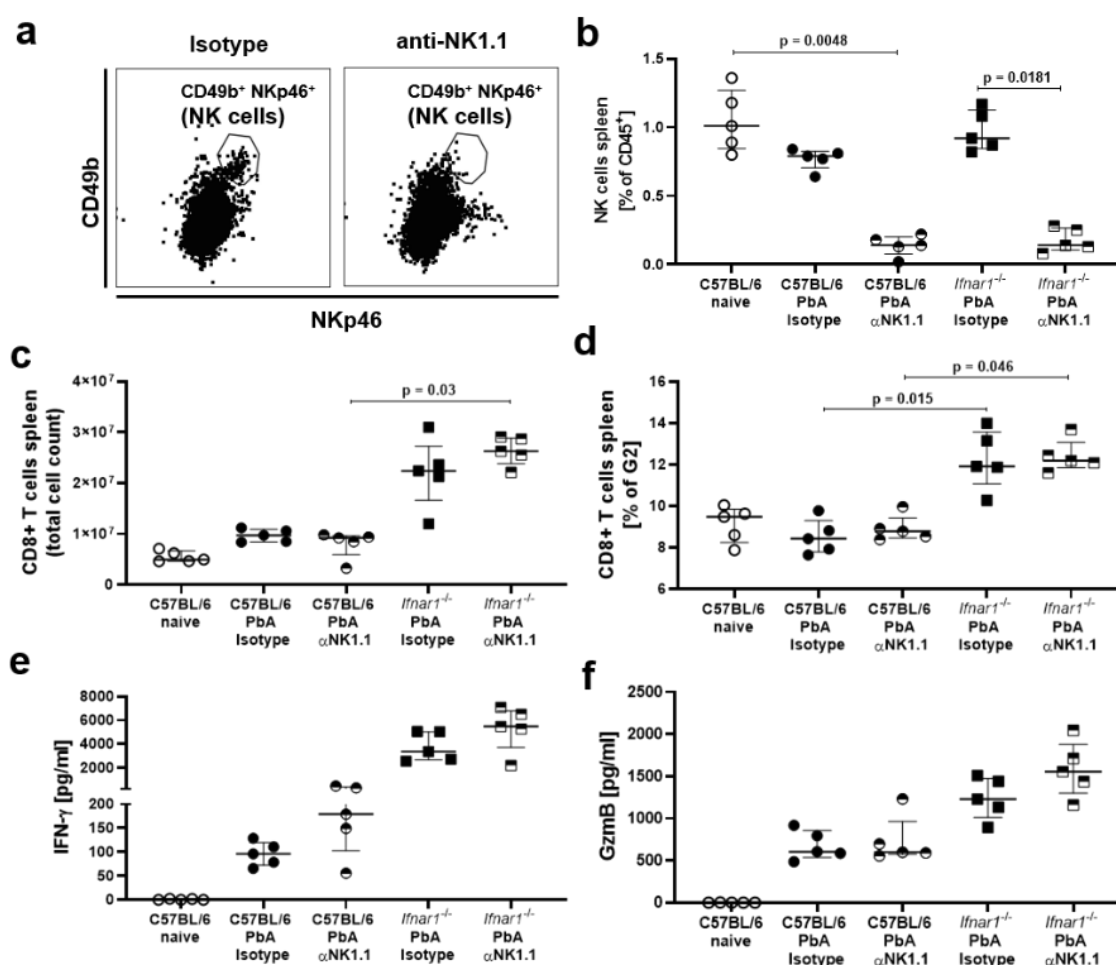 a
Isotype
anti-NK1.1
CD49b⁺ NKp46⁺
(NK cells)
CD49b⁺ NKp46⁺
(NK cells)
CD49b
NKp46
b
p = 0.0048
p = 0.0181
NK cells spleen
[% of CD45⁺]
1.5
1.0
0.5
0.0
C57BL/6
naive
C57BL/6
PbA
Isotype
C57BL/6
PbA
αNK1.1
Ifnar1⁻/⁻
PbA
Isotype
Ifnar1⁻/⁻
PbA
αNK1.1
c
p = 0.03
CD8+ T cells spleen
(total cell count)
4×10⁷
3×10⁷
2×10⁷
1×10⁷
0
C57BL/6
naive
C57BL/6
PbA
Isotype
C57BL/6
PbA
αNK1.1
Ifnar1⁻/⁻
PbA
Isotype
Ifnar1⁻/⁻
PbA
αNK1.1
d
p = 0.046
p = 0.015
CD8+ T cells spleen
[% of G2]
16
14
12
10
8
6
C57BL/6
naive
C57BL/6
PbA
Isotype
C57BL/6
PbA
αNK1.1
Ifnar1⁻/⁻
PbA
Isotype
Ifnar1⁻/⁻
PbA
αNK1.1
e
IFN-γ [pg/ml]
8000
6000
4000
2000
200
150
100
50
0
C57BL/6
naive
C57BL/6
PbA
Isotype
C57BL/6
PbA
αNK1.1
Ifnar1⁻/⁻
PbA
Isotype
Ifnar1⁻/⁻
PbA
αNK1.1
f
GzmB [pg/ml]
2500
2000
1500
1000
500
0
C57BL/6
naive
C57BL/6
PbA
Isotype
C57BL/6
PbA
αNK1.1
Ifnar1⁻/⁻
PbA
Isotype
Ifnar1⁻/⁻
PbA
αNK1.1